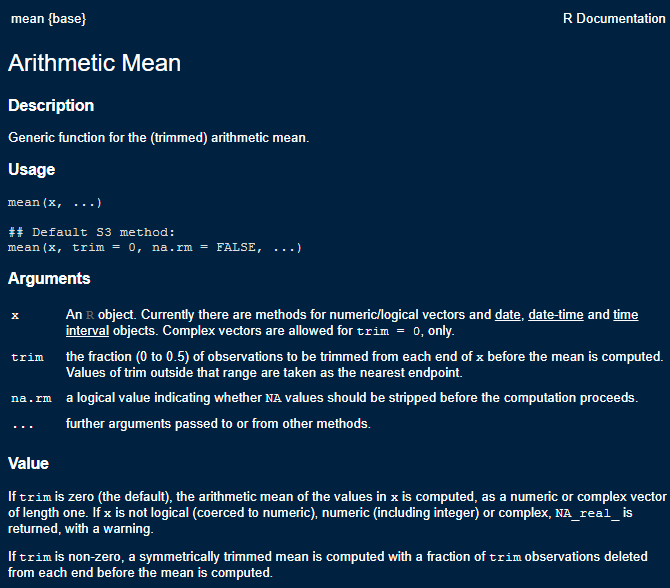 mean {base}
R Documentation
Arithmetic Mean
Description
Generic function for the (trimmed) arithmetic mean.
Usage
mean(x, ...)
## Default S3 method:
mean(x, trim = 0, na.rm = FALSE, ...)
Arguments
x
An R object. Currently there are methods for numeric/logical vectors and date, date-time and time
interval objects. Complex vectors are allowed for trim = 0, only.
trim
the fraction (0 to 0.5) of observations to be trimmed from each end of x before the mean is computed.
Values of trim outside that range are taken as the nearest endpoint.
na.rm
a logical value indicating whether NA values should be stripped before the computation proceeds.
...
further arguments passed to or from other methods.
Value
If trim is zero (the default), the arithmetic mean of the values in x is computed, as a numeric or complex vector
of length one. If x is not logical (coerced to numeric), numeric (including integer) or complex, NA_real_ is
returned, with a warning.
If trim is non-zero, a symmetrically trimmed mean is computed with a fraction of trim observations deleted
from each end before the mean is computed.